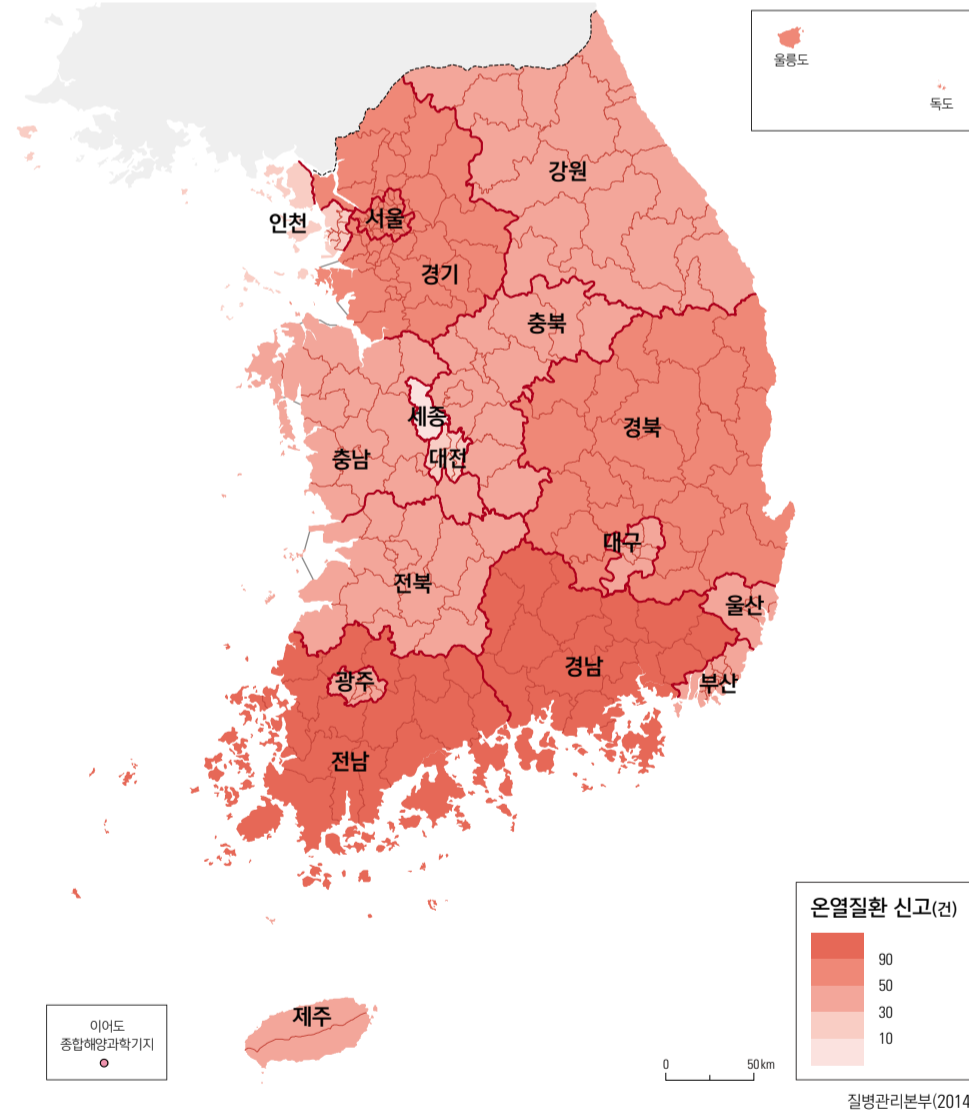 울릉도
독도
강원
인천
서울
경기
충북
세종
경북
충남
대전
대구
전북
울산
경남
광주
부산
전남
온열질환 신고(건)
90
50
30
10
제주
이어도
종합해양과학기지
0 50km
질병관리본부(2014